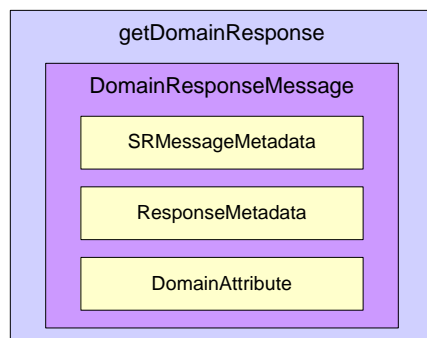 getDomainResponse
DomainResponseMessage
SRMessageMetadata
ResponseMetadata
DomainAttribute